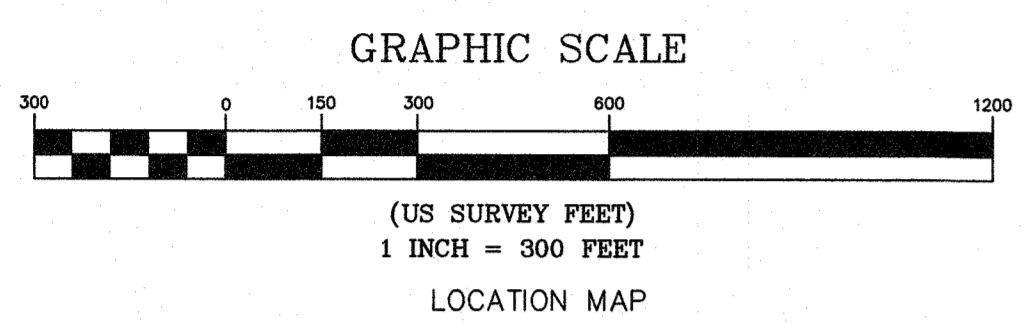 GRAPHIC SCALE
300 0 150 300 600 1200
(US SURVEY FEET)
1 INCH = 300 FEET
LOCATION MAP